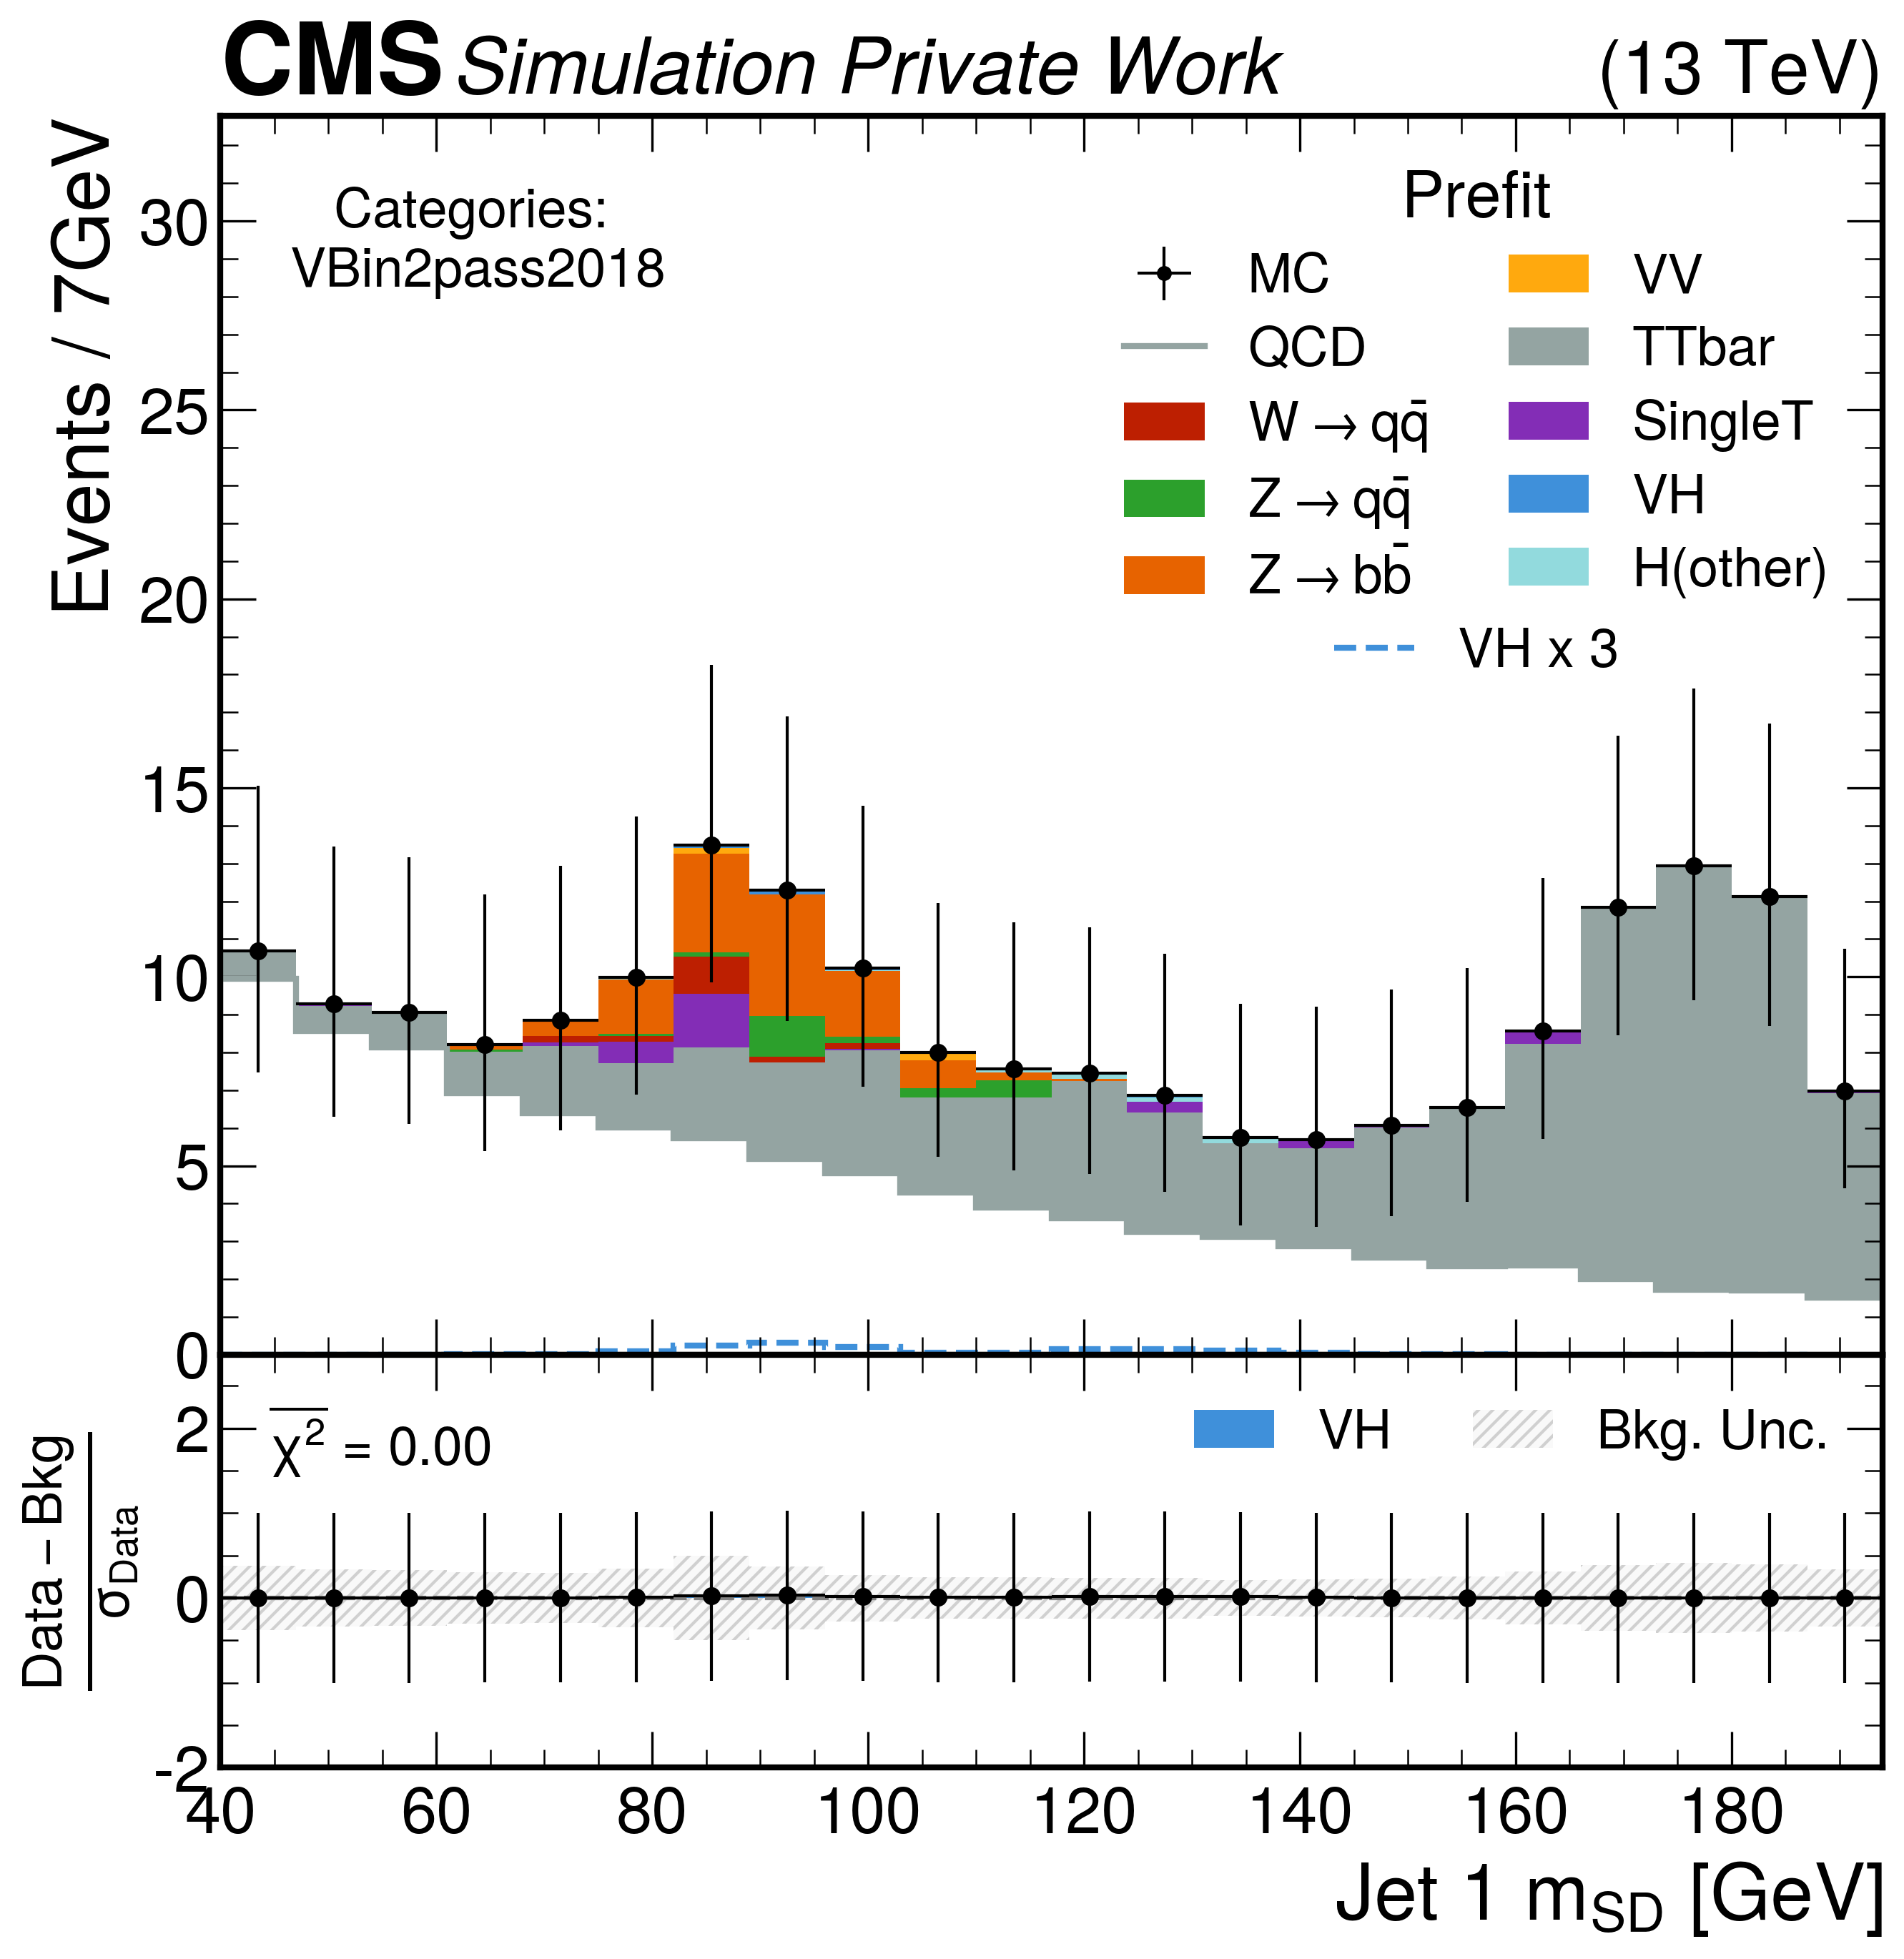 CMS Simulation Private Work (13 TeV)
Events / 7GeV
30
25
20
15
10
5
0
Categories:
VBin2pass2018
Prefit
MC
QCD
W → qq̄
Z → qq̄
Z → bb̄
VV
TTbar
SingleT
VH
H(other)
VH x 3
Data − Bkg
σData
2
0
-2
χ² = 0.00
VH
Bkg. Unc.
40 60 80 100 120 140 160 180
Jet 1 mSD [GeV]